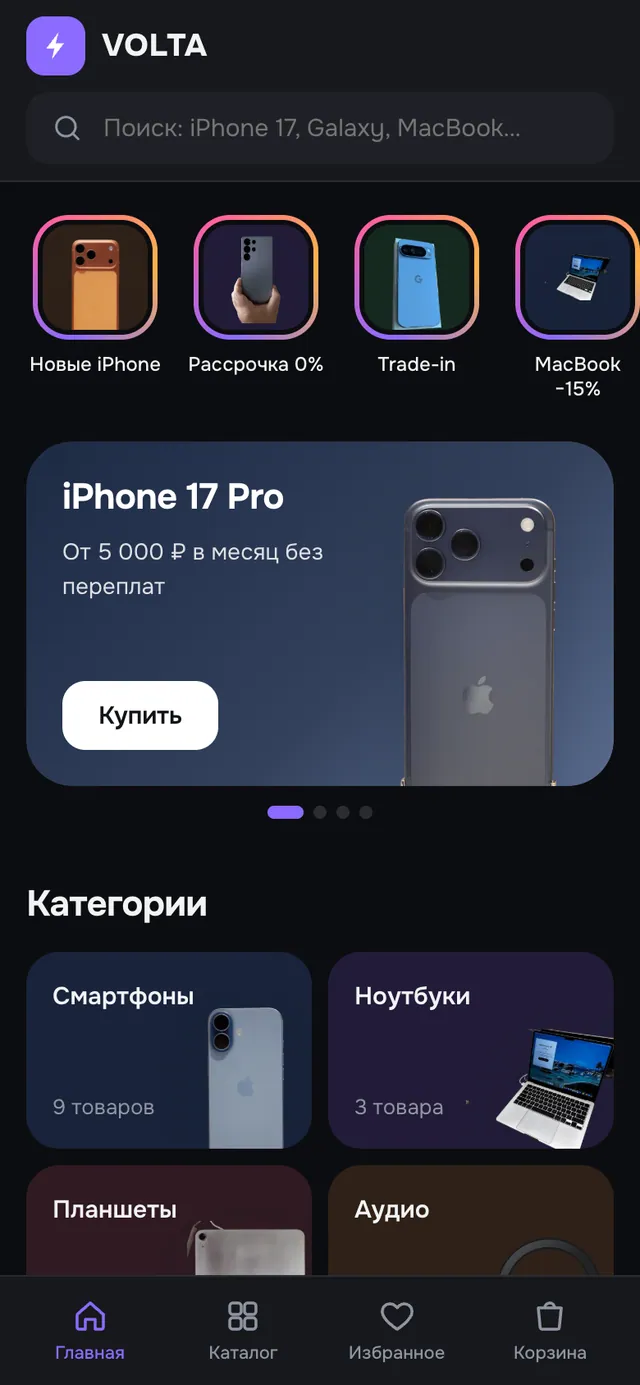 VOLTA
Поиск: iPhone 17, Galaxy, MacBook...
Новые iPhone
Рассрочка 0%
Trade-in
MacBook
−15%
iPhone 17 Pro
От 5 000 ₽ в месяц без
переплат
Купить
Категории
Смартфоны
9 товаров
Ноутбуки
3 товара
Планшеты
Аудио
Главная
Каталог
Избранное
Корзина